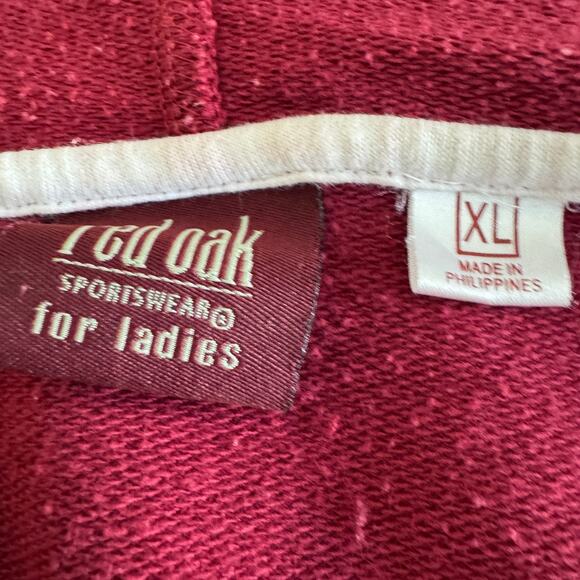 red oak
SPORTSWEAR®
for ladies
XL
MADE IN
PHILIPPINES